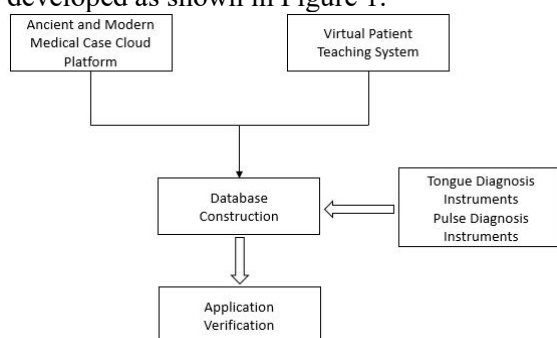 developed as shown in Figure 1.
Ancient and Modern
Medical Case Cloud
Platform
Virtual Patient
Teaching System
Database
Construction
Tongue Diagnosis
Instruments
Pulse Diagnosis
Instruments
Application
Verification